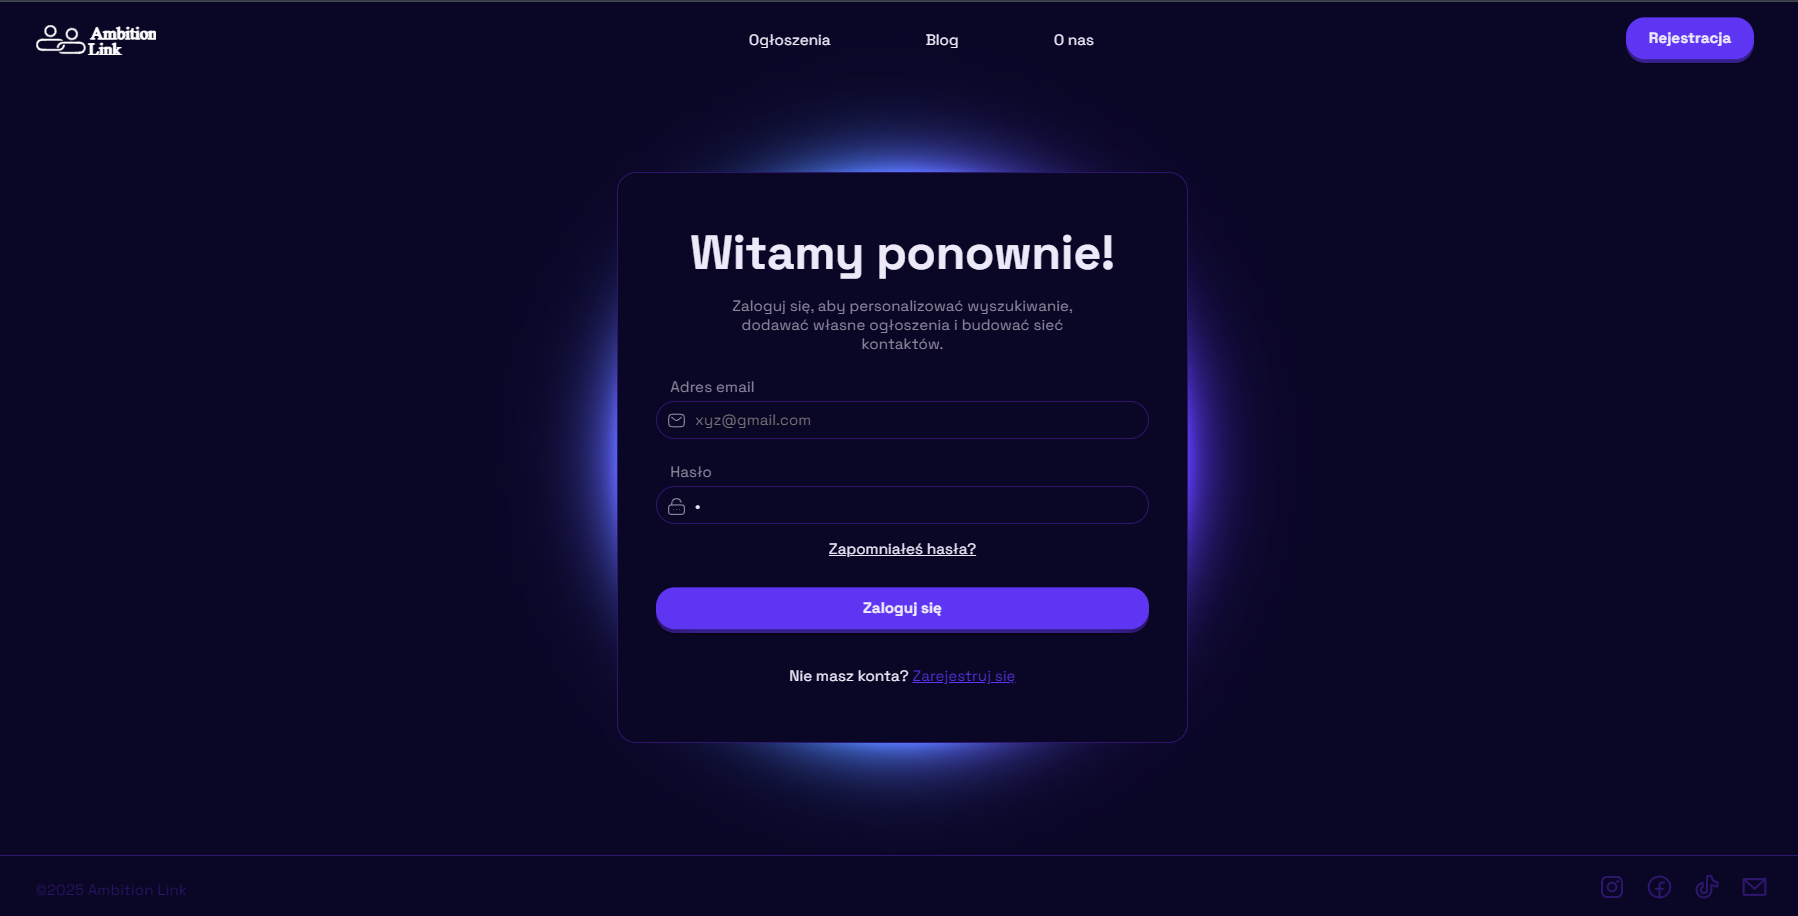 Ambition
Link
Ogłoszenia
Blog
O nas
Rejestracja
Witamy ponownie!
Zaloguj się, aby personalizować wyszukiwanie,
dodawać własne ogłoszenia i budować sieć
kontaktów.
Adres email
xyz@gmail.com
Hasło
•
Zapomniałeś hasła?
Zaloguj się
Nie masz konta? Zarejestruj się
©2025 Ambition Link